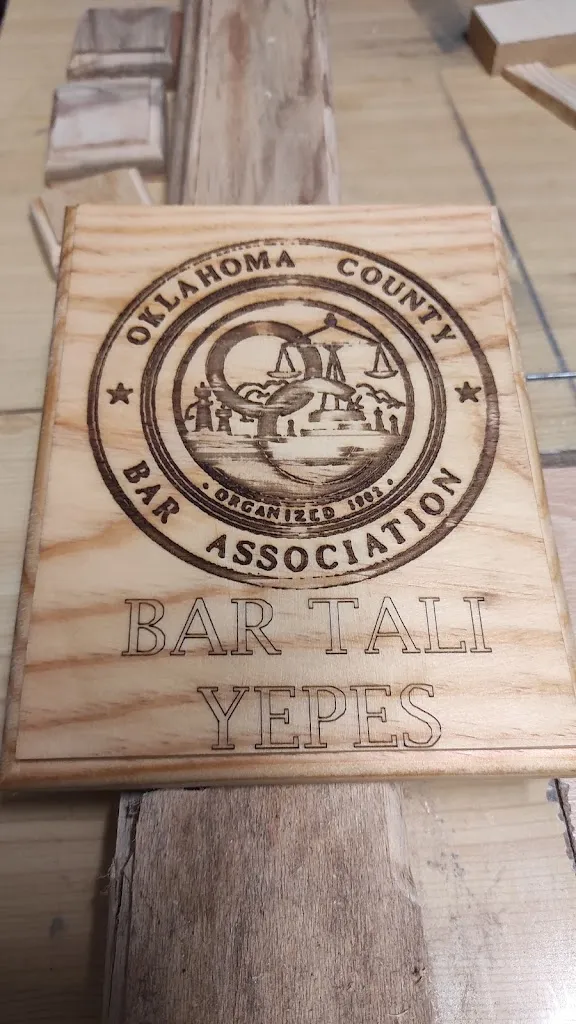 OKLAHOMA COUNTY
BAR ASSOCIATION
• ORGANIZED 1902 •
BAR TALI
YEPES